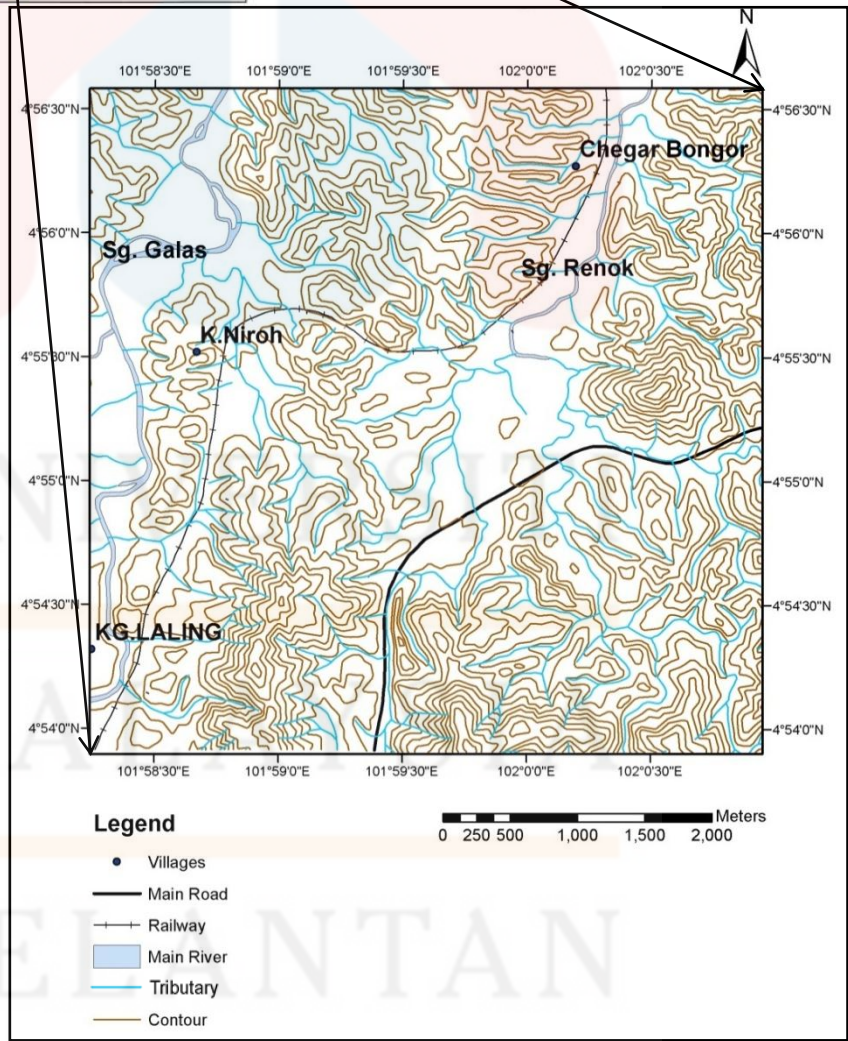 N
101°58'30"E 101°59'0"E 101°59'30"E 102°0'0"E 102°0'30"E
4°56'30"N 4°56'30"N
Chegar Bongor
4°56'0"N 4°56'0"N
Sg. Galas
Sg. Renok
K.Niroh
4°55'30"N 4°55'30"N
4°55'0"N 4°55'0"N
UNIVERSITI
4°54'30"N 4°54'30"N
KG.LALING
MALAYSIA
4°54'0"N 4°54'0"N
101°58'30"E 101°59'0"E 101°59'30"E 102°0'0"E 102°0'30"E
Legend
Meters
0 250 500 1,000 1,500 2,000
Villages
Main Road
Railway
Main River
Tributary
Contour
KELANTAN